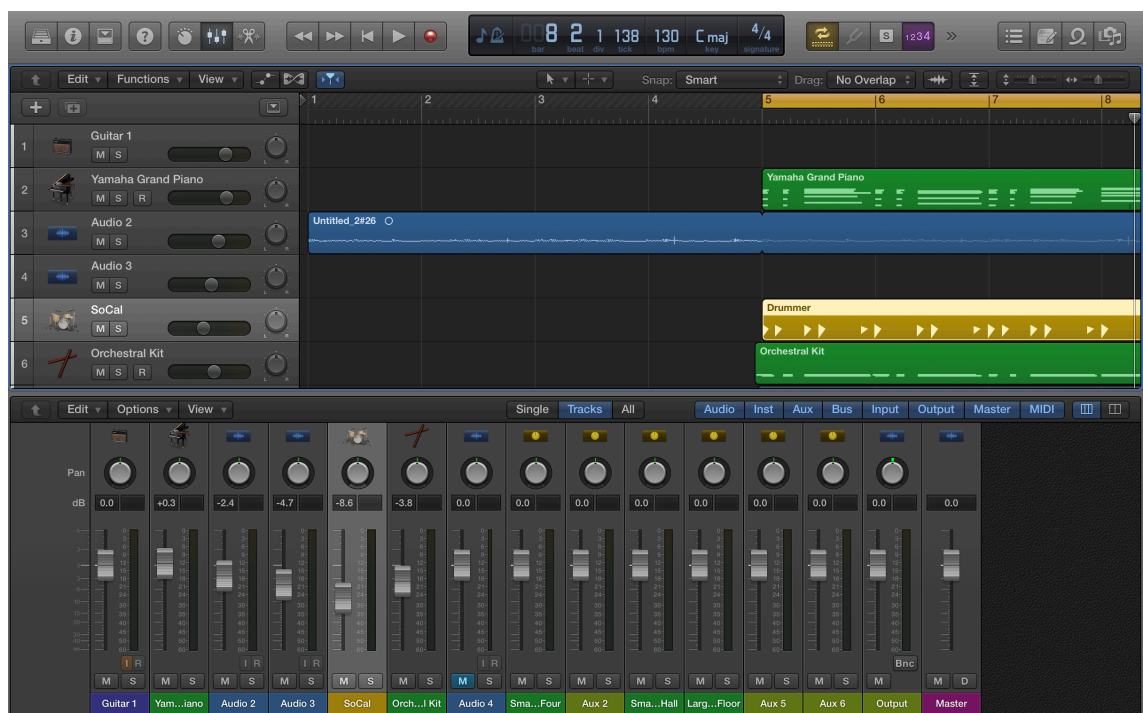 8 2 1 138 130 C maj 4/4
bar beat div tick bpm key signature
S 1234
Edit Functions View Snap: Smart Drag: No Overlap
1 2 3 4 5 6 7 8
1 Guitar 1
M S
2 Yamaha Grand Piano
M S R
Yamaha Grand Piano
3 Audio 2
M S
Untitled_2#26
4 Audio 3
M S
5 SoCal
M S
Drummer
6 Orchestral Kit
M S R
Orchestral Kit
Edit Options View Single Tracks All Audio Inst Aux Bus Input Output Master MIDI
Pan
dB 0.0 +0.3 -2.4 -4.7 -8.6 -3.8 0.0 0.0 0.0 0.0 0.0 0.0 0.0 0.0 0.0
I R I R I R I R Bnc
M S M S M S M S M S M S M S M S M S M S M S M S M S M M D
Guitar 1 Yam...iano Audio 2 Audio 3 SoCal Orch...l Kit Audio 4 Sma...Four Aux 2 Sma...Hall Larg...Floor Aux 5 Aux 6 Output Master